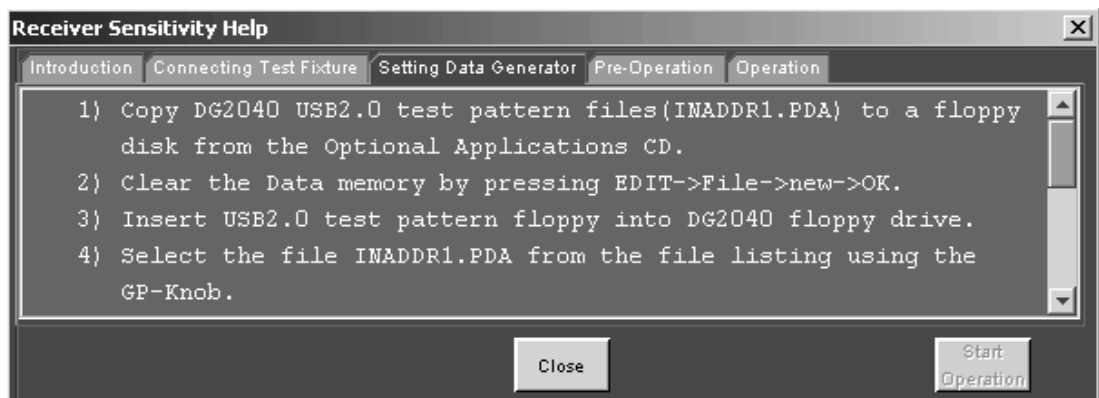 Receiver Sensitivity Help
Introduction Connecting Test Fixture Setting Data Generator Pre-Operation Operation
1) Copy DG2040 USB2.0 test pattern files(INADDR1.PDA) to a floppy
disk from the Optional Applications CD.
2) Clear the Data memory by pressing EDIT->File->new->OK.
3) Insert USB2.0 test pattern floppy into DG2040 floppy drive.
4) Select the file INADDR1.PDA from the file listing using the
GP-Knob.
Close
Start
Operation